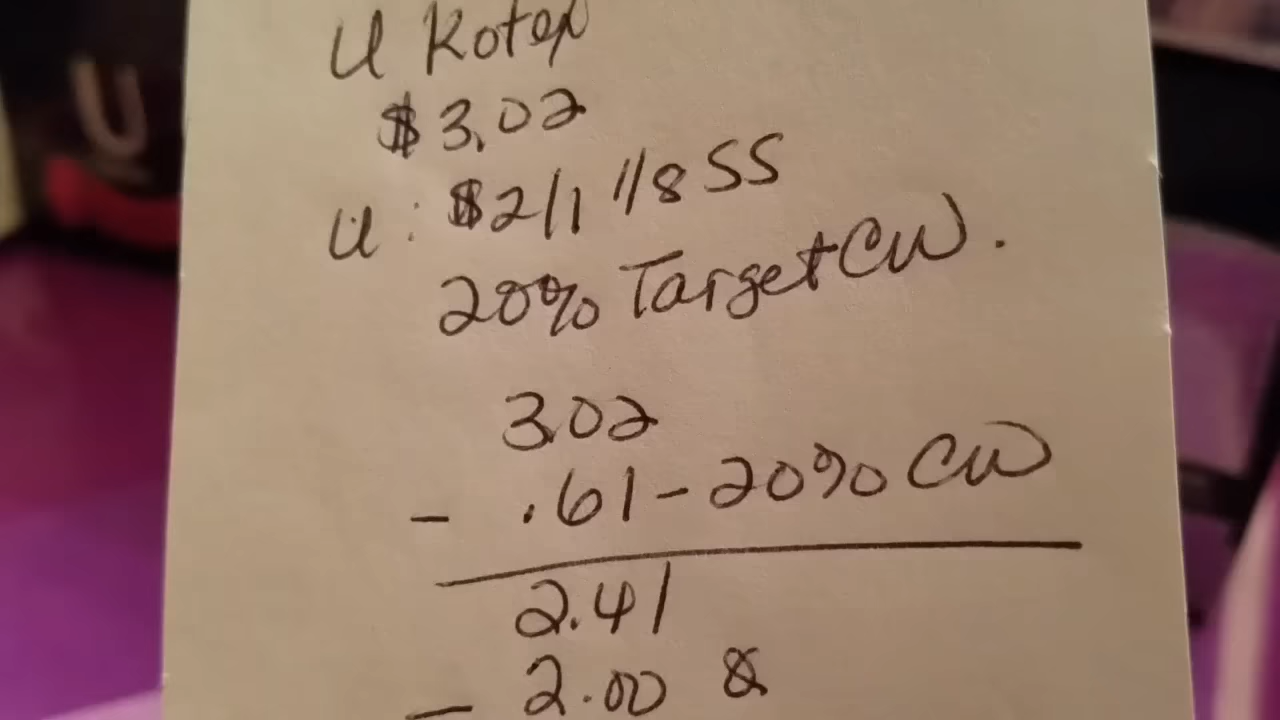 U Kotex
$3.02
U: $2/1 1/8 SS
20% Target CW.
3.02
- .61 - 20% CW
2.41
- 2.00